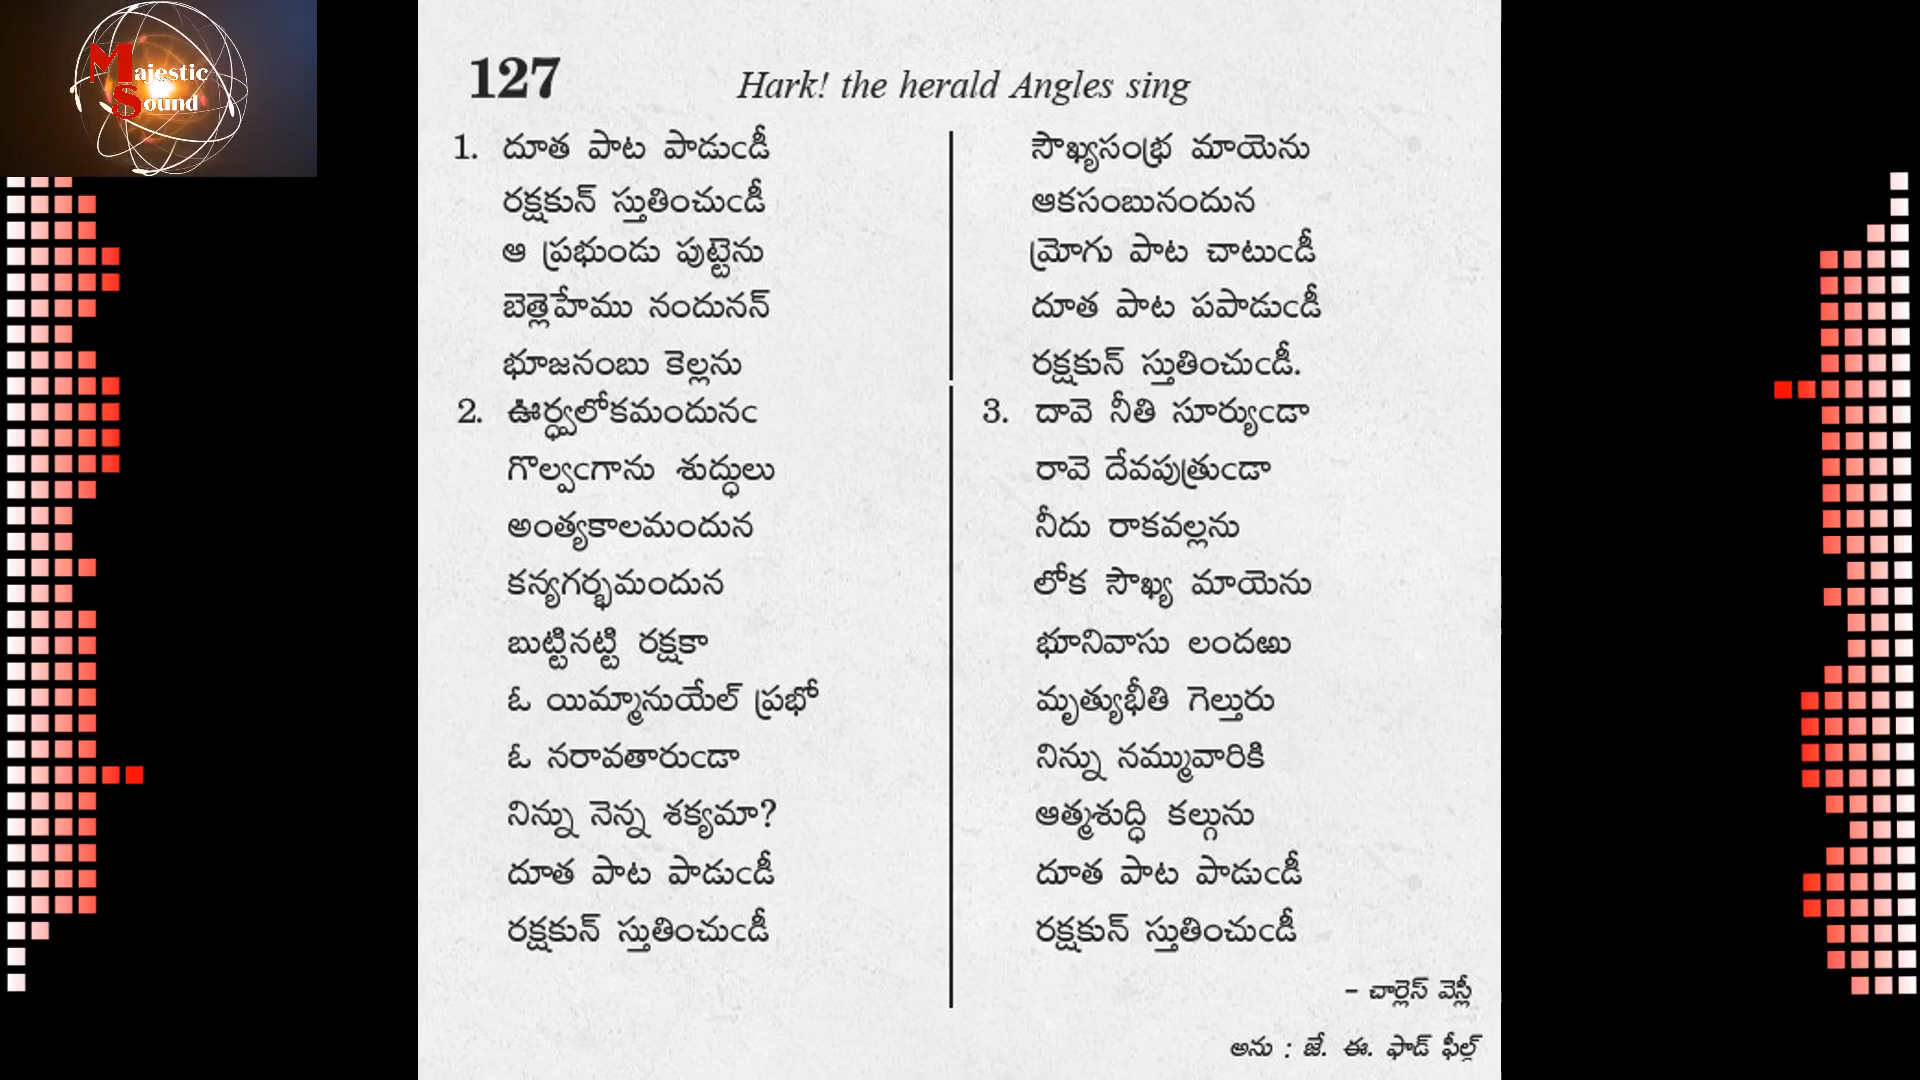 Majestic
Sound
127
Hark! the herald Angles sing
1. దూత పాట పాడుఁడీ
రక్షకున్ స్తుతించుఁడీ
ఆ ప్రభుండు పుట్టెను
బెత్లెహేము నందునన్
భూజనంబు కెల్లను
సౌఖ్యసంభ్ర మాయెను
ఆకసంబునందున
మ్రోగు పాట చాటుఁడీ
దూత పాట పపాడుఁడీ
రక్షకున్ స్తుతించుఁడీ.
2. ఊర్ధ్వలోకమందునఁ
గొల్వఁగాను శుద్ధులు
అంత్యకాలమందున
కన్యగర్భమందున
బుట్టినట్టి రక్షకా
ఓ యిమ్మానుయేల్ ప్రభో
ఓ నరావతారుఁడా
నిన్ను నెన్న శక్యమా?
దూత పాట పాడుఁడీ
రక్షకున్ స్తుతించుఁడీ
3. దావె నీతి సూర్యుఁడా
రావె దేవపుత్రుఁడా
నీదు రాకవల్లను
లోక సౌఖ్య మాయెను
భూనివాసు లందఱు
మృత్యుభీతి గెల్తురు
నిన్ను నమ్మువారికి
ఆత్మశుద్ధి కల్గును
దూత పాట పాడుఁడీ
రక్షకున్ స్తుతించుఁడీ
- చార్లెస్ వెస్లీ
అను : జే. ఈ. ఫాడ్ ఫీల్డ్